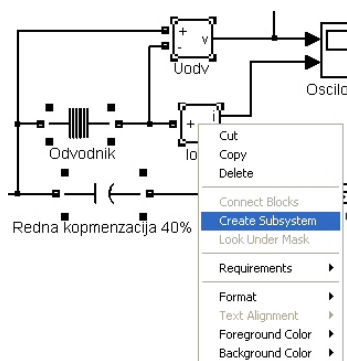 +
-
v
Uodv
Oscilo
Odvodnik
+
i
Io
Redna kopmenzacija 40%
Cut
Copy
Delete
Connect Blocks
Create Subsystem
Look Under Mask
Requirements
Format
Text Alignment
Foreground Color
Background Color